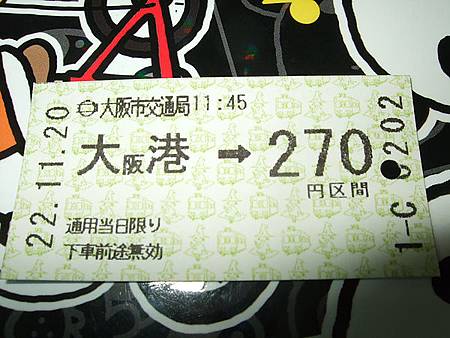 大阪市交通局11:45
大阪港➡270
円区間
通用当日限り
下車前途無効
22.11.20
1-C 0202